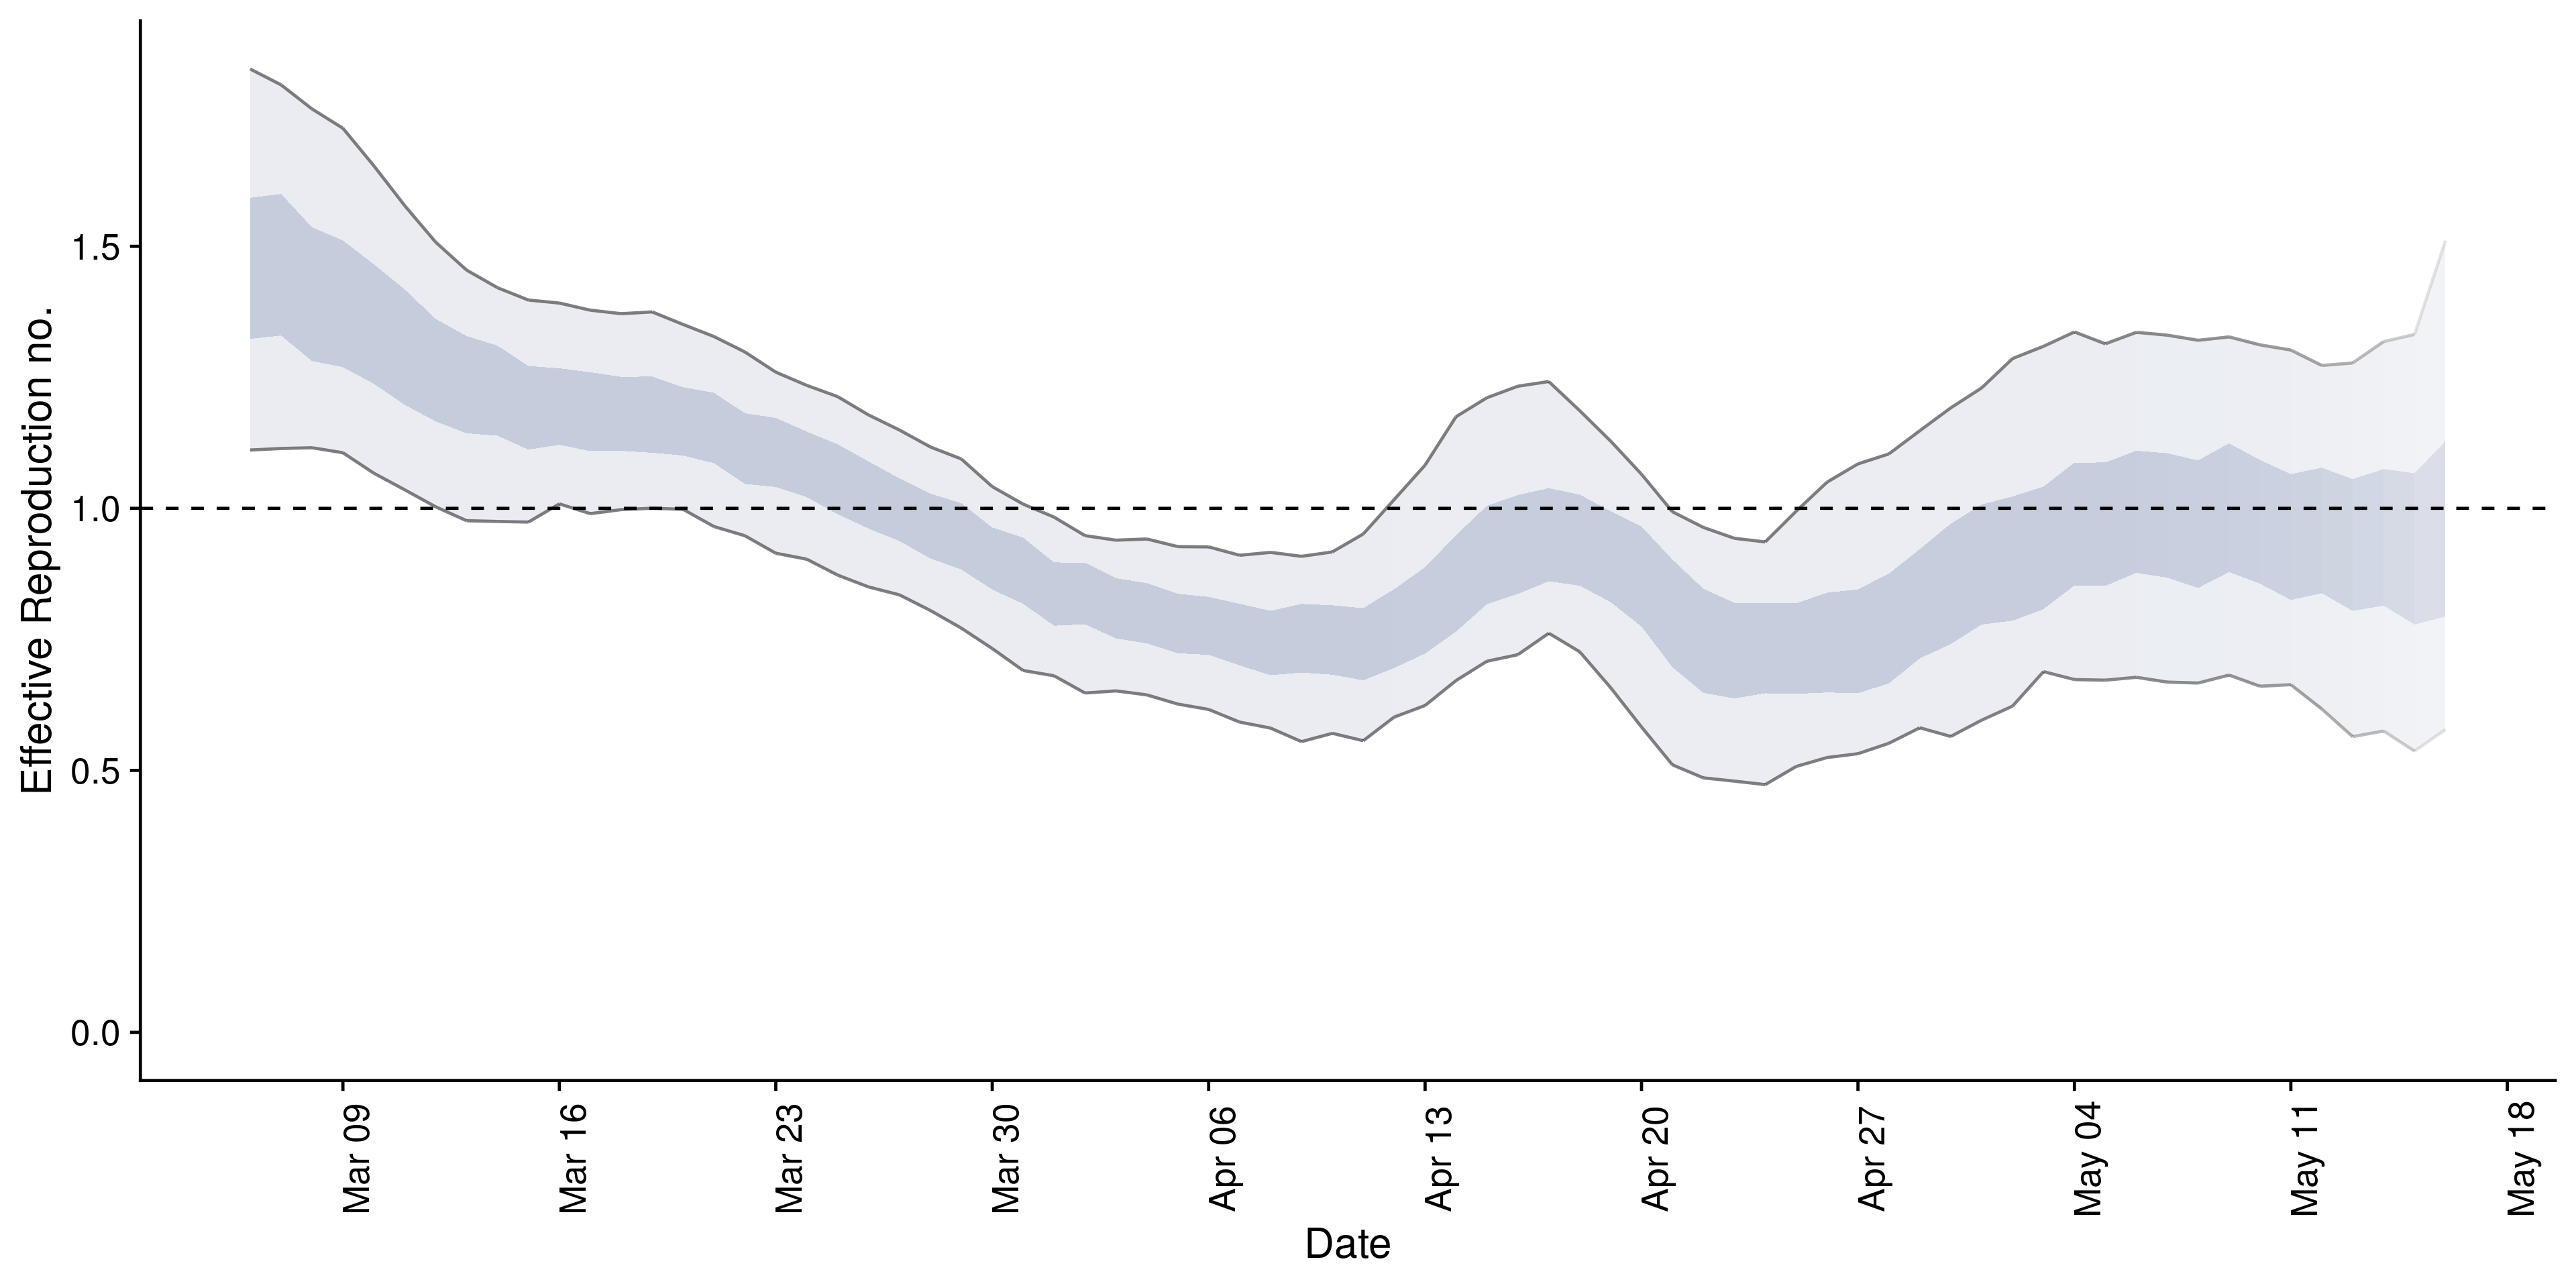 Effective Reproduction no.
1.5
1.0
0.5
0.0
Mar 09
Mar 16
Mar 23
Mar 30
Apr 06
Apr 13
Apr 20
Apr 27
May 04
May 11
May 18
Date